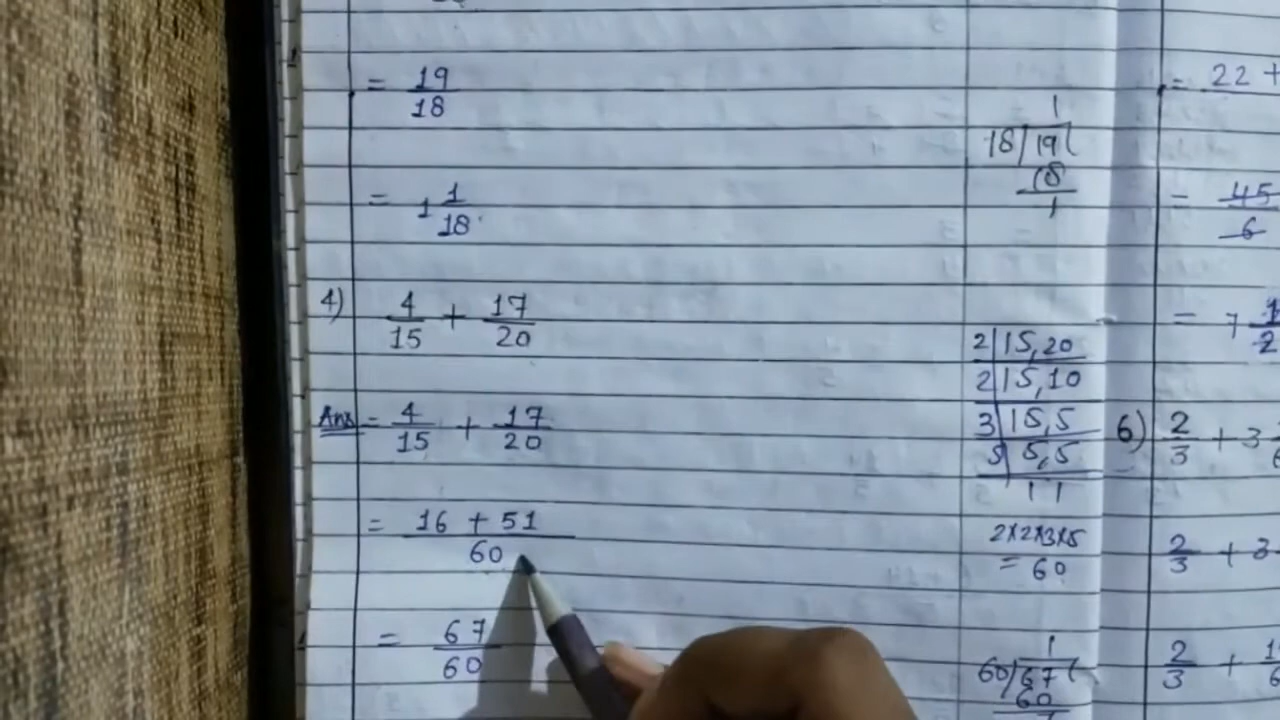 = 19/18
= 1 1/18.
4) 4/15 + 17/20
Ans = 4/15 + 17/20
= 16 + 51/60
= 67/60
1
18/19(
18
1
2|15,20
2|15,10
3|15,5
5|5,5
1 1
2x2x3x5
= 60
1
60/67(
60
= 22 +
= 45/6
= 7 1/2
6) 2/3 + 3
2/3 + 3
2/3 +